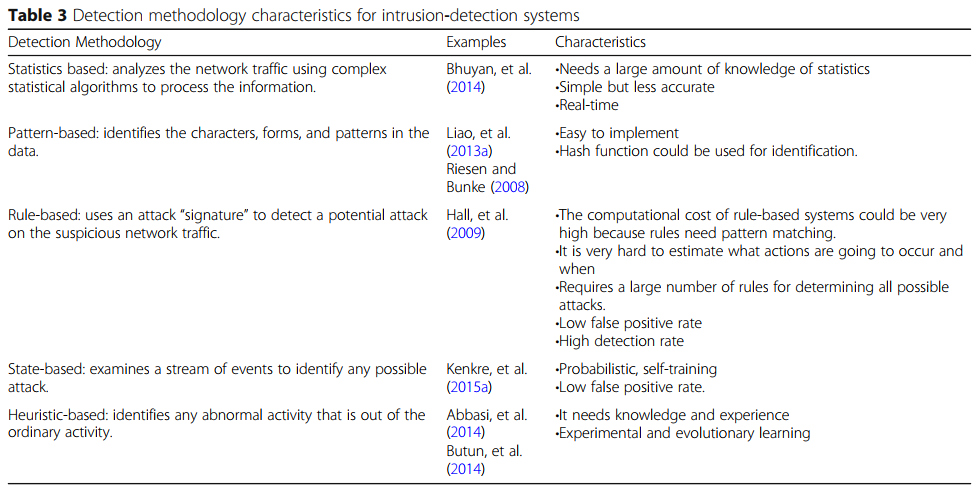 Table 3 Detection methodology characteristics for intrusion-detection systems
Detection Methodology Examples Characteristics
Statistics based: analyzes the network traffic using complex Bhuyan, et al. •Needs a large amount of knowledge of statistics
statistical algorithms to process the information. (2014) •Simple but less accurate
•Real-time
Pattern-based: identifies the characters, forms, and patterns in the Liao, et al. •Easy to implement
data. (2013a) •Hash function could be used for identification.
Riesen and
Bunke (2008)
Rule-based: uses an attack “signature” to detect a potential attack Hall, et al. •The computational cost of rule-based systems could be very
on the suspicious network traffic. (2009) high because rules need pattern matching.
•It is very hard to estimate what actions are going to occur and
when
•Requires a large number of rules for determining all possible
attacks.
•Low false positive rate
•High detection rate
State-based: examines a stream of events to identify any possible Kenkre, et al. •Probabilistic, self-training
attack. (2015a) •Low false positive rate.
Heuristic-based: identifies any abnormal activity that is out of the Abbasi, et al. •It needs knowledge and experience
ordinary activity. (2014) •Experimental and evolutionary learning
Butun, et al.
(2014)